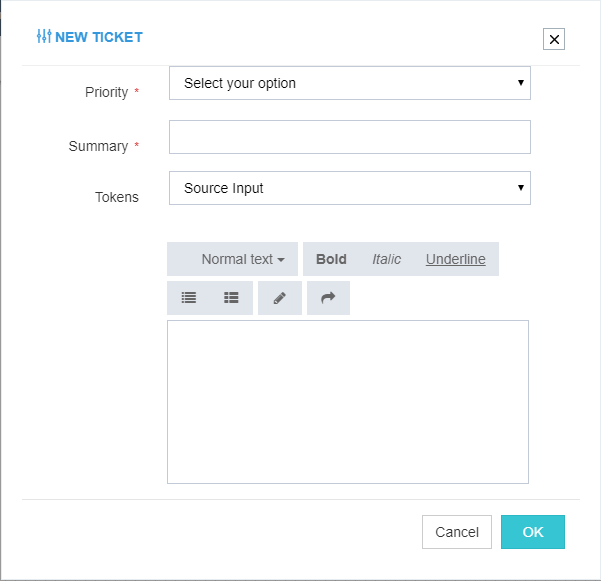 NEW TICKET
Priority *
Select your option
Summary *
Tokens
Source Input
Normal text
Bold
Italic
Underline
Cancel
OK